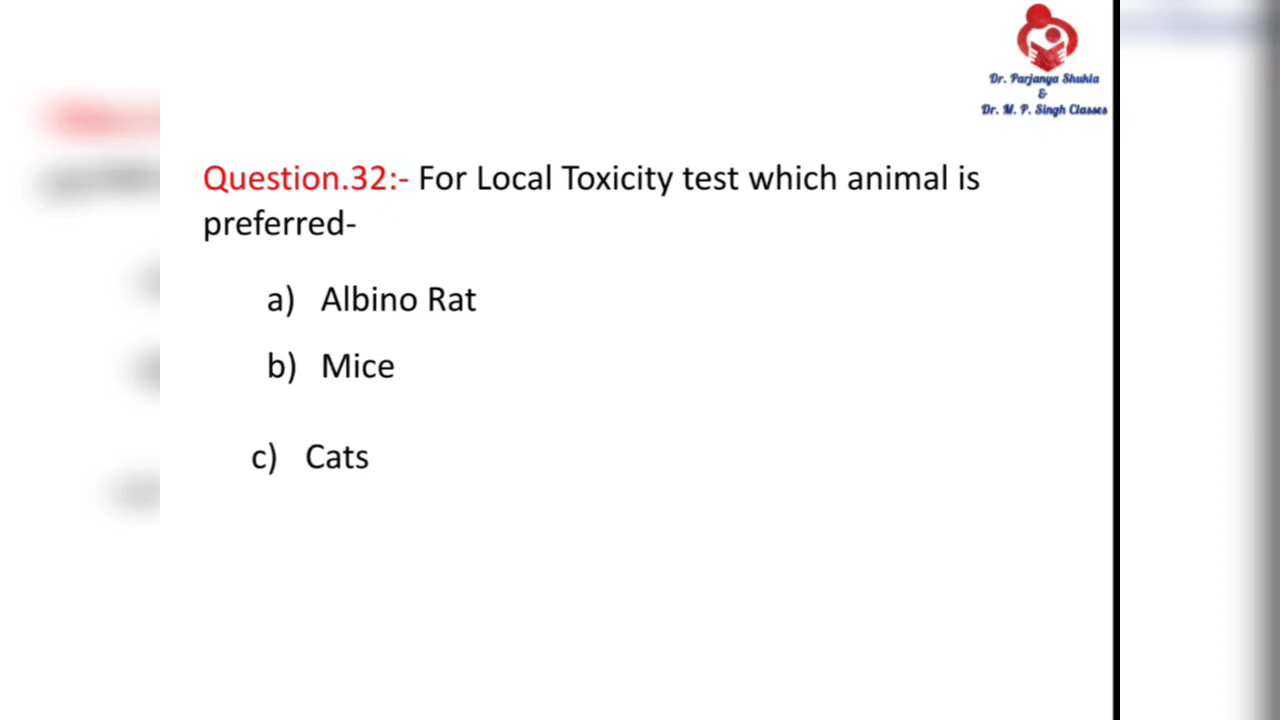 Dr. Parjanya Shukla
&
Dr. M. P. Singh Classes
Question.32:- For Local Toxicity test which animal is
preferred-
a) Albino Rat
b) Mice
c) Cats